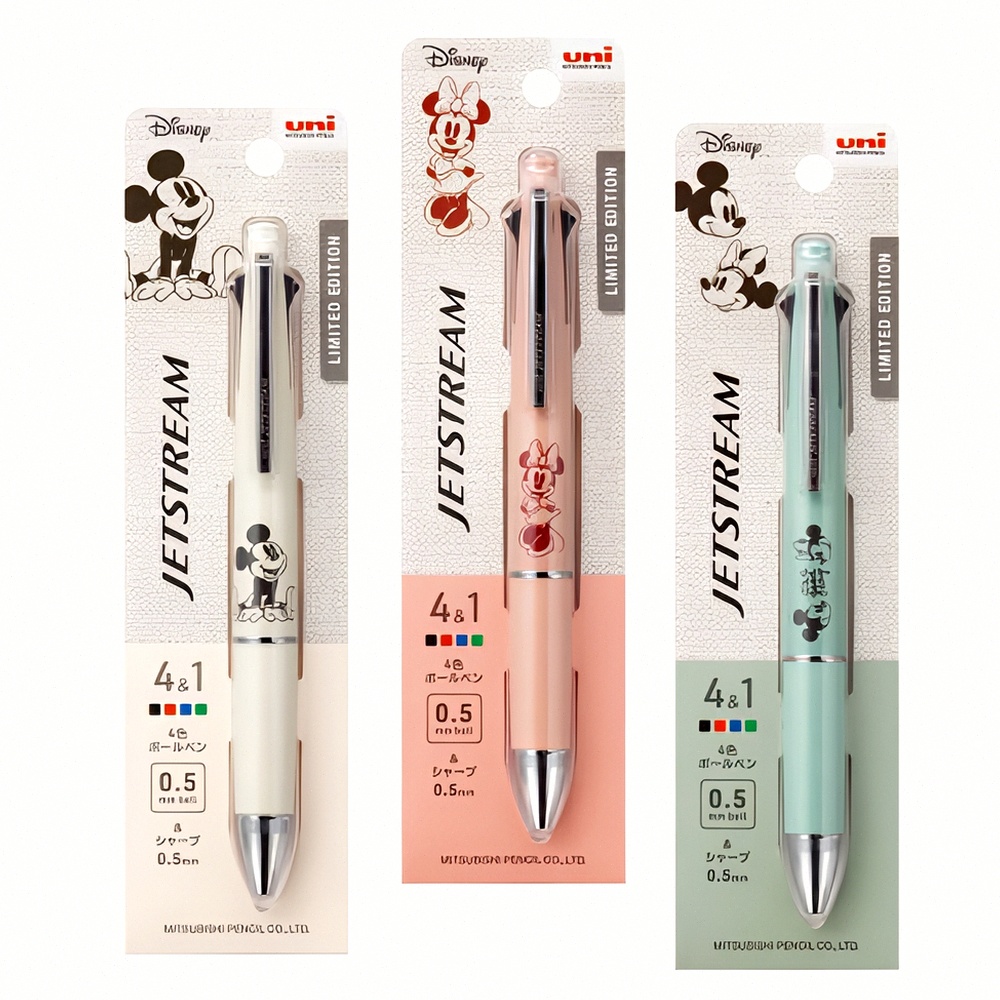 Disney
uni
LIMITED EDITION
JETSTREAM
4&1
4色
ボールペン
0.5
シャープ
0.5mm
MITSUBISHI PENCIL CO., LTD
Disney
uni
LIMITED EDITION
JETSTREAM
4&1
4色
ボールペン
0.5
シャープ
0.5mm
MITSUBISHI PENCIL CO., LTD
Disney
uni
LIMITED EDITION
JETSTREAM
4&1
4色
ボールペン
0.5
mm ball
シャープ
0.5mm
MITSUBISHI PENCIL CO., LTD